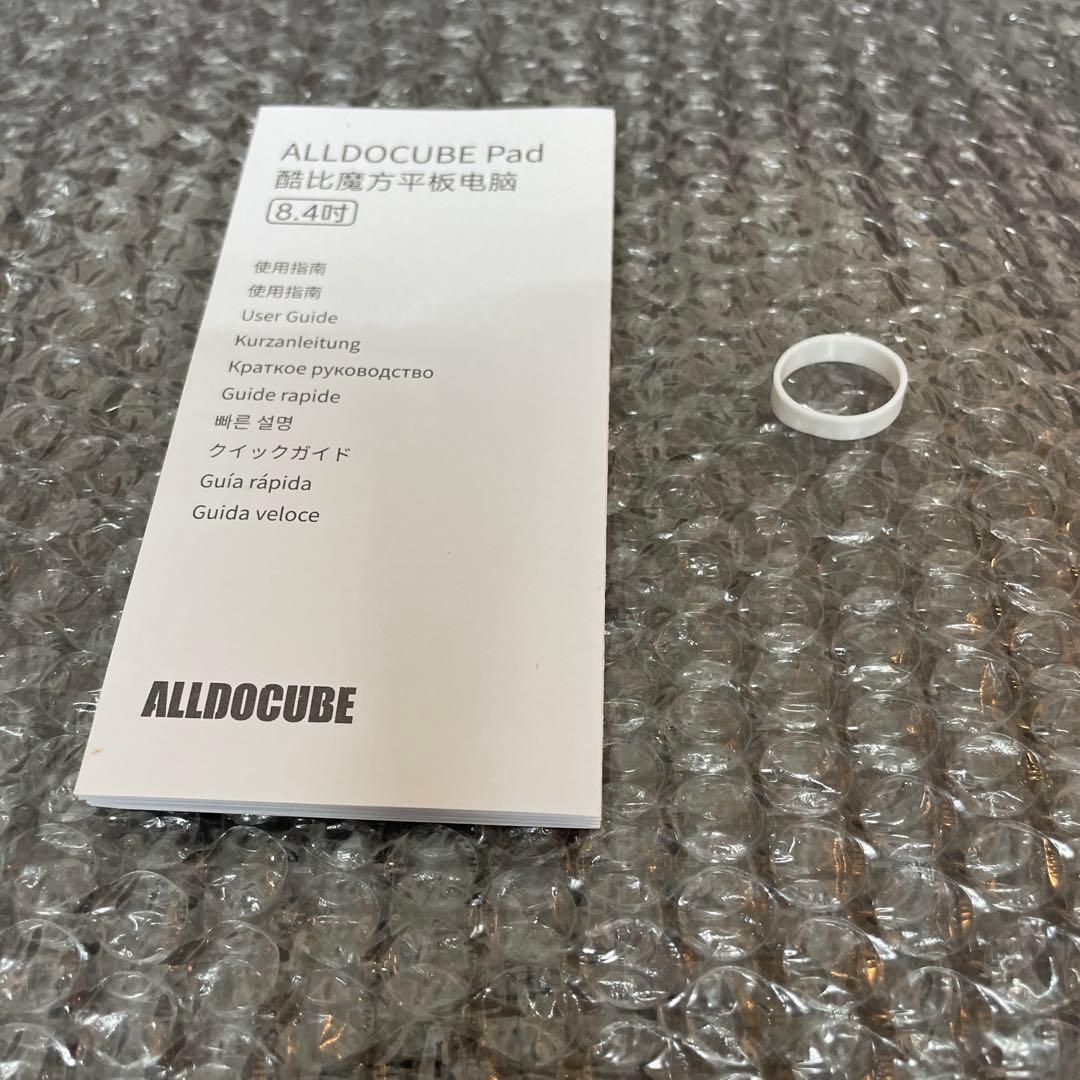 ALLDOCUBE Pad
酷比魔方平板电脑
8.4吋
使用指南
使用指南
User Guide
Kurzanleitung
Краткое руководство
Guide rapide
빠른 설명
クイックガイド
Guía rápida
Guida veloce
ALLDOCUBE